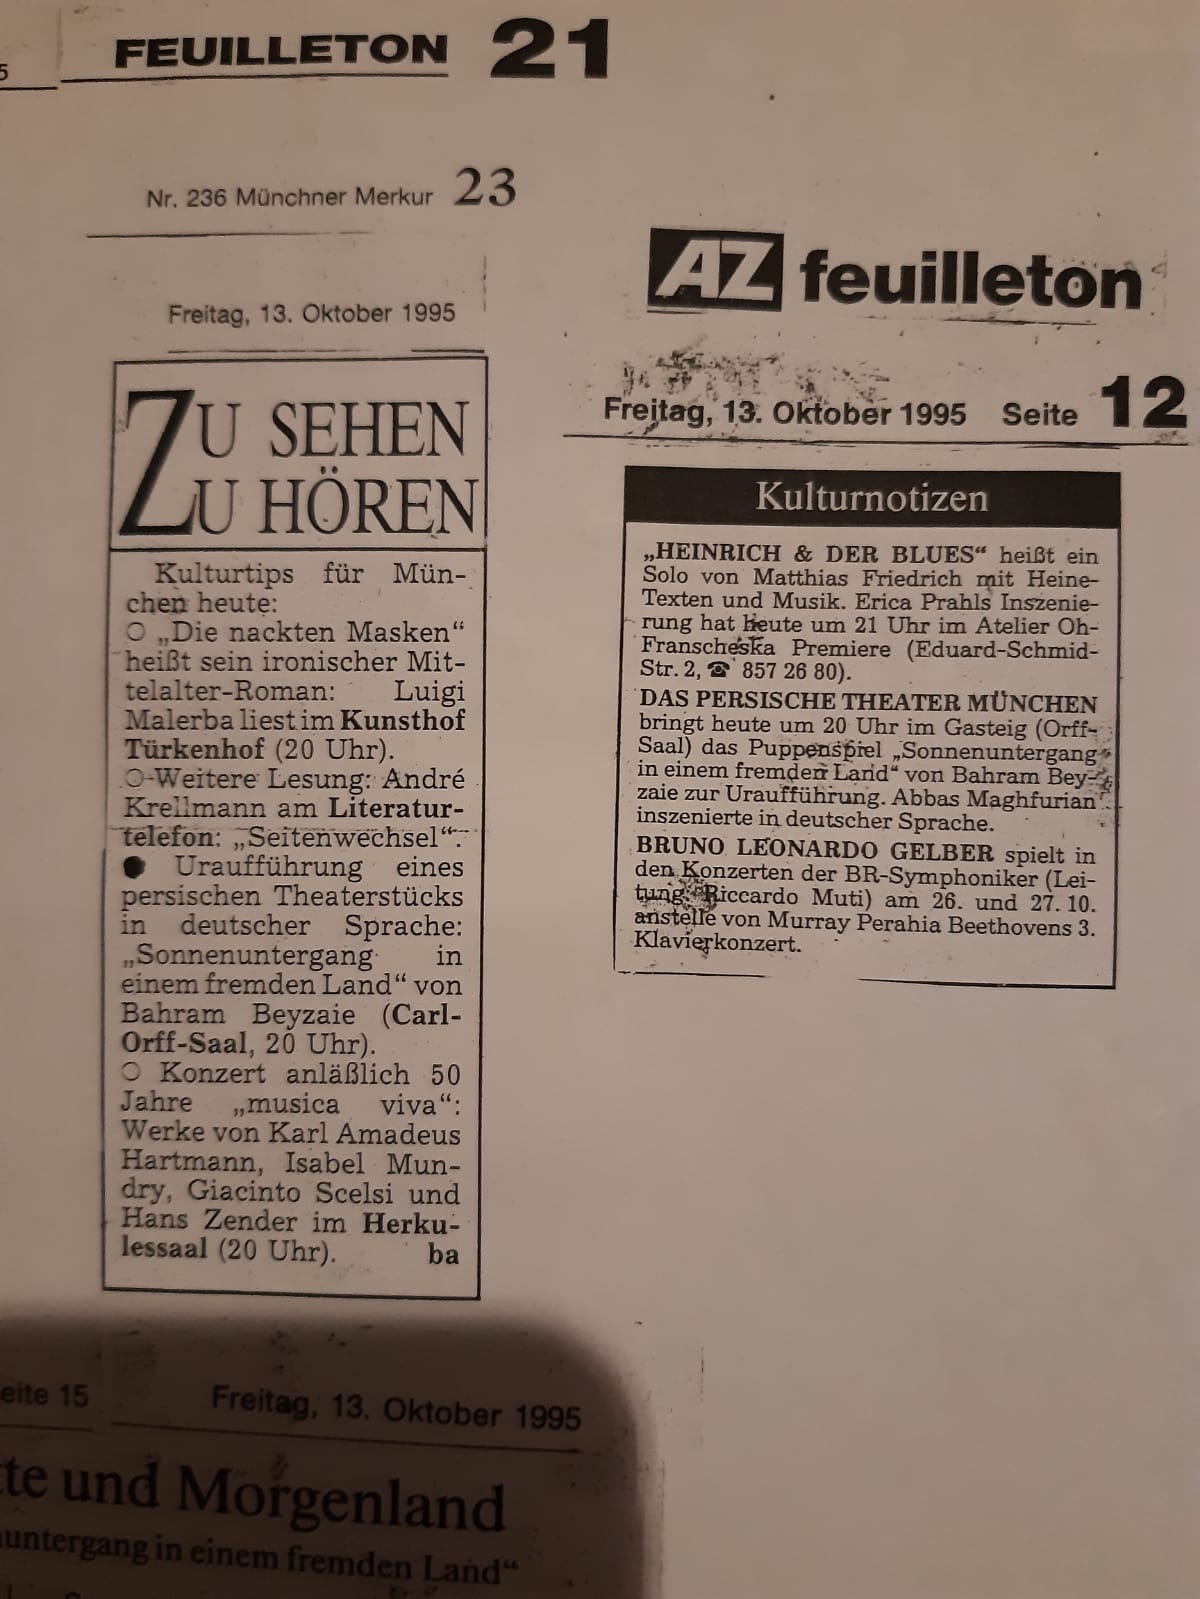 5
FEUILLETON 21
Nr. 236 Münchner Merkur 23
Freitag, 13. Oktober 1995
ZU SEHEN
ZU HÖREN
Kulturtips für Mün-
chen heute:
○ „Die nackten Masken“
heißt sein ironischer Mit-
telalter-Roman: Luigi
Malerba liest im Kunsthof
Türkenhof (20 Uhr).
○ Weitere Lesung: André
Krellmann am Literatur-
telefon: „Seitenwechsel“.
● Uraufführung eines
persischen Theaterstücks
in deutscher Sprache:
„Sonnenuntergang in
einem fremden Land“ von
Bahram Beyzaie (Carl-
Orff-Saal, 20 Uhr).
○ Konzert anläßlich 50
Jahre „musica viva“:
Werke von Karl Amadeus
Hartmann, Isabel Mun-
dry, Giacinto Scelsi und
Hans Zender im Herku-
lessaal (20 Uhr). ba
AZ feuilleton
Freitag, 13. Oktober 1995 Seite 12
Kulturnotizen
„HEINRICH & DER BLUES“ heißt ein
Solo von Matthias Friedrich mit Heine-
Texten und Musik. Erica Prahls Inszenie-
rung hat heute um 21 Uhr im Atelier Oh-
Franscheska Premiere (Eduard-Schmid-
Str. 2, ☎ 857 26 80).
DAS PERSISCHE THEATER MÜNCHEN
bringt heute um 20 Uhr im Gasteig (Orff-
Saal) das Puppenspiel „Sonnenuntergang
in einem fremden Land“ von Bahram Bey-
zaie zur Uraufführung. Abbas Maghfurian
inszenierte in deutscher Sprache.
BRUNO LEONARDO GELBER spielt in
den Konzerten der BR-Symphoniker (Lei-
tung: Riccardo Muti) am 26. und 27. 10.
anstelle von Murray Perahia Beethovens 3.
Klavierkonzert.
eite 15 Freitag, 13. Oktober 1995
te und Morgenland
untergang in einem fremden Land“